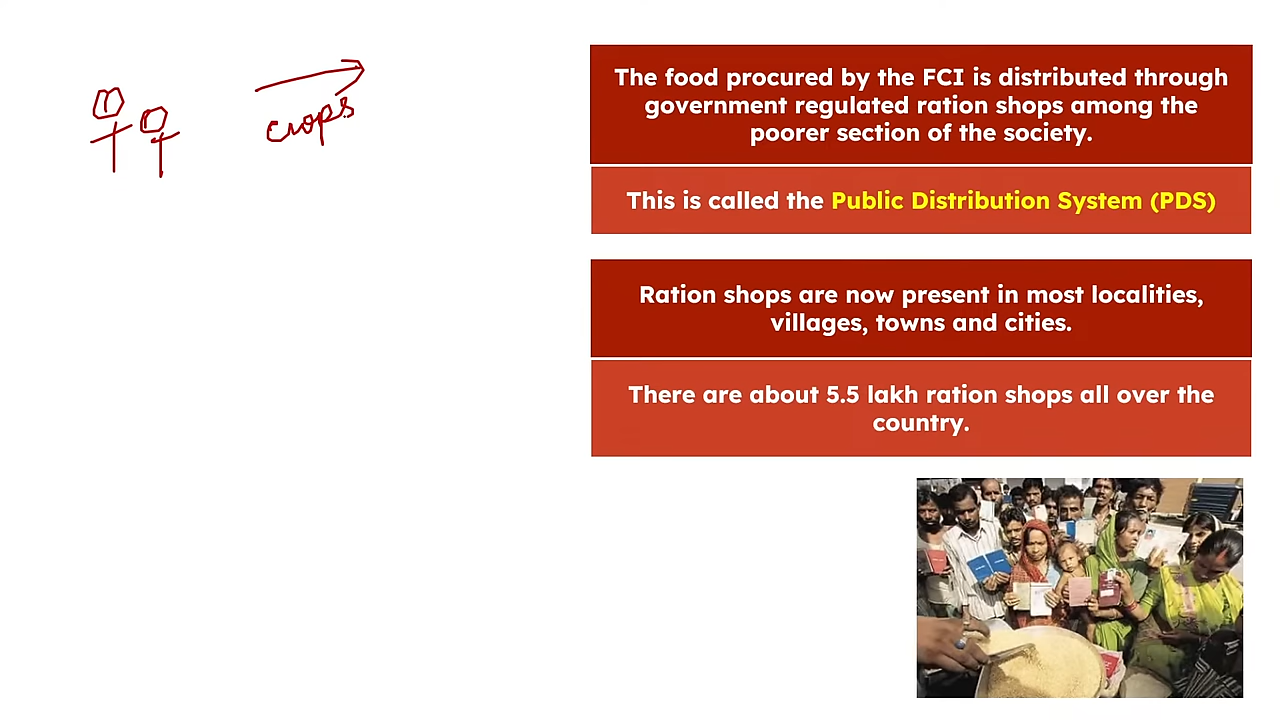 crops
The food procured by the FCI is distributed through
government regulated ration shops among the
poorer section of the society.
This is called the Public Distribution System (PDS)
Ration shops are now present in most localities,
villages, towns and cities.
There are about 5.5 lakh ration shops all over the
country.